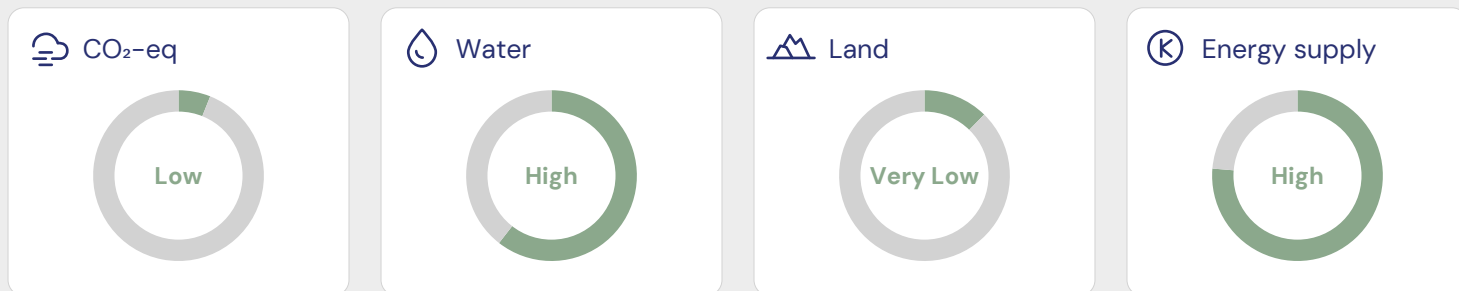 CO₂-eq
Low
Water
High
Land
Very Low
Energy supply
High